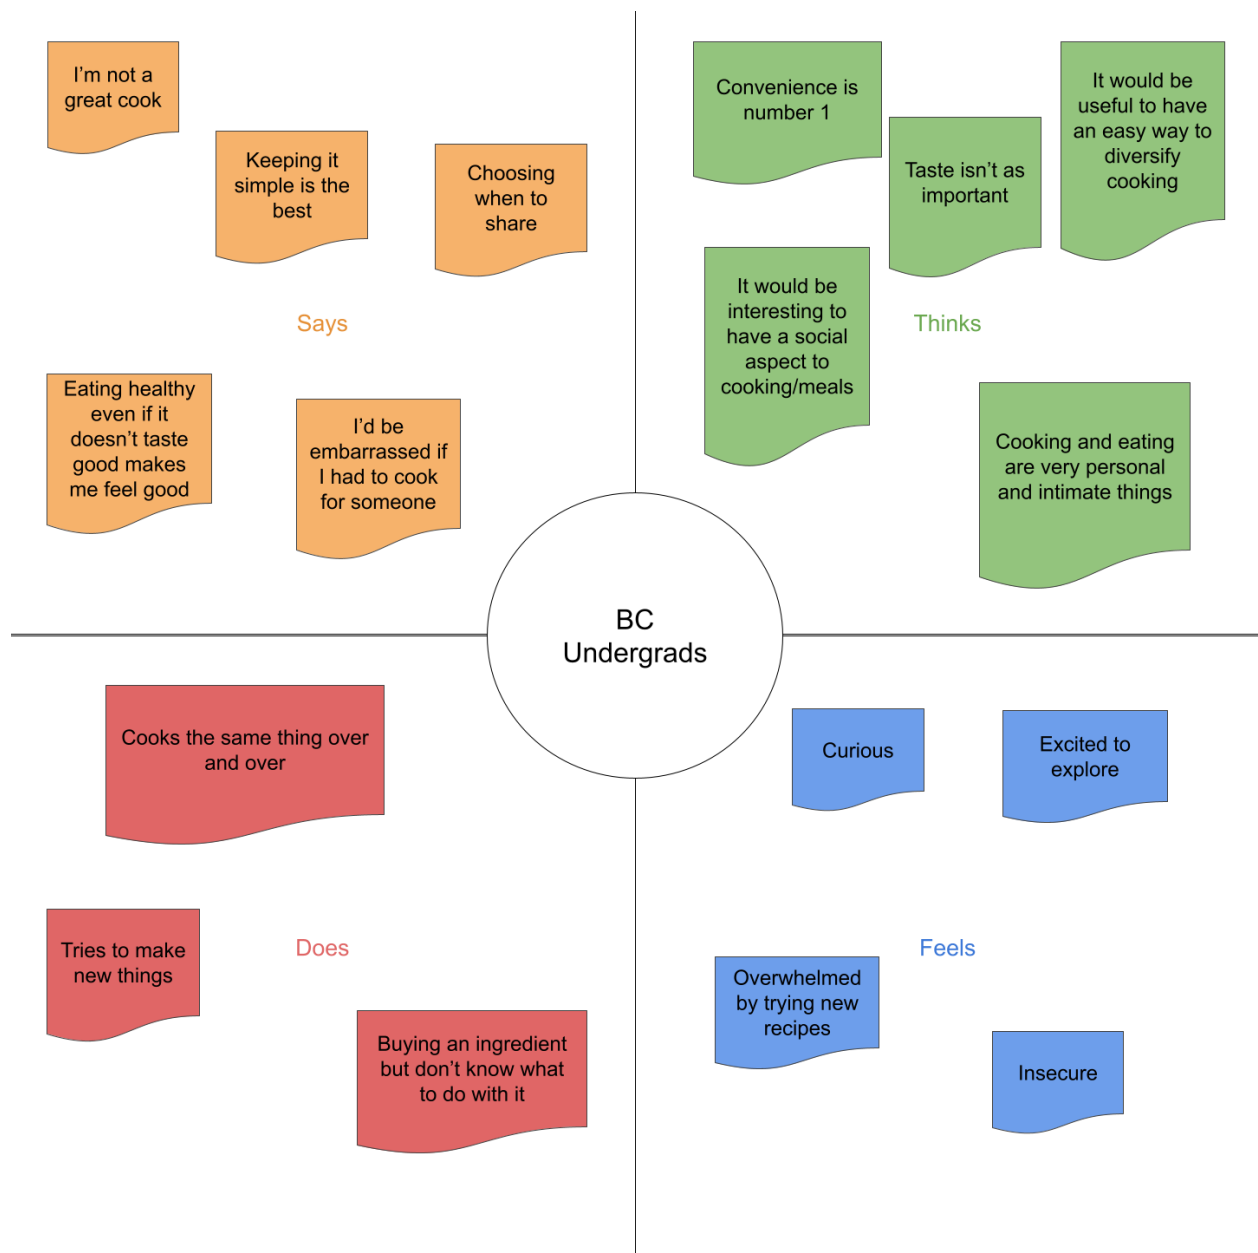 I’m not a
great cook
Keeping it
simple is the
best
Choosing
when to
share
Says
Eating healthy
even if it
doesn’t taste
good makes
me feel good
I’d be
embarrassed if
I had to cook
for someone
Convenience is
number 1
Taste isn’t as
important
It would be
useful to have
an easy way to
diversify
cooking
It would be
interesting to
have a social
aspect to
cooking/meals
Thinks
Cooking and eating
are very personal
and intimate things
BC
Undergrads
Cooks the same thing over
and over
Tries to make
new things
Does
Buying an ingredient
but don’t know what
to do with it
Curious
Excited to
explore
Feels
Overwhelmed
by trying new
recipes
Insecure